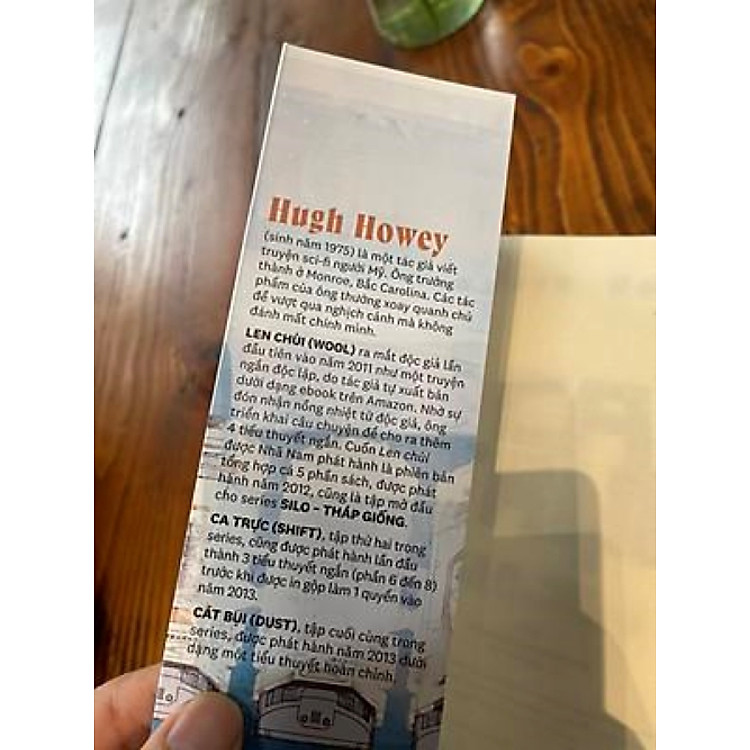 Hugh Howey
(sinh năm 1975) là một tác giả viết
truyện sci-fi người Mỹ. Ông trưởng
thành ở Monroe, Bắc Carolina. Các tác
phẩm của ông thường xoay quanh chủ
đề vượt qua nghịch cảnh mà không
đánh mất chính mình.
LEN CHÙI (WOOL) ra mắt độc giả lần
đầu tiên vào năm 2011 như một truyện
ngắn độc lập, do tác giả tự xuất bản
dưới dạng ebook trên Amazon. Nhờ sự
đón nhận nồng nhiệt từ độc giả, ông
triển khai câu chuyện để cho ra thêm
4 tiểu thuyết ngắn. Cuốn Len chùi
được Nhã Nam phát hành là phiên bản
tổng hợp cả 5 phần sách, được phát
hành năm 2012, cũng là tập mở đầu
cho series SILO - THÁP GIỐNG.
CA TRỰC (SHIFT), tập thứ hai trong
series, cũng được phát hành lần đầu
thành 3 tiểu thuyết ngắn (phần 6 đến 8)
trước khi được in gộp làm 1 quyển vào
năm 2013.
CÁT BỤI (DUST), tập cuối cùng trong
series, được phát hành năm 2013 dưới
dạng một tiểu thuyết hoàn chỉnh.